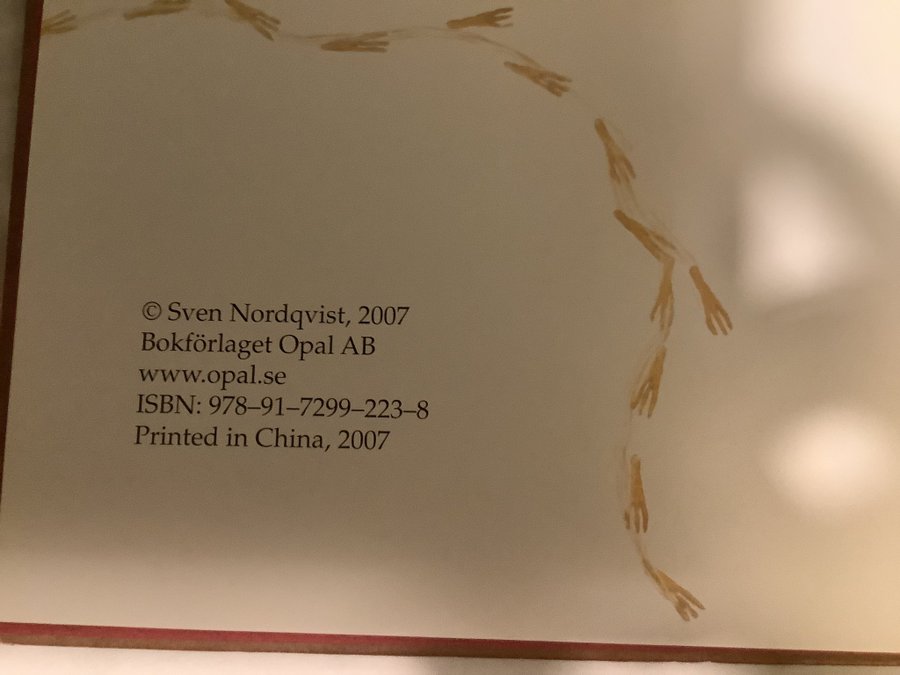 © Sven Nordqvist, 2007
Bokförlaget Opal AB
www.opal.se
ISBN: 978–91–7299–223–8
Printed in China, 2007